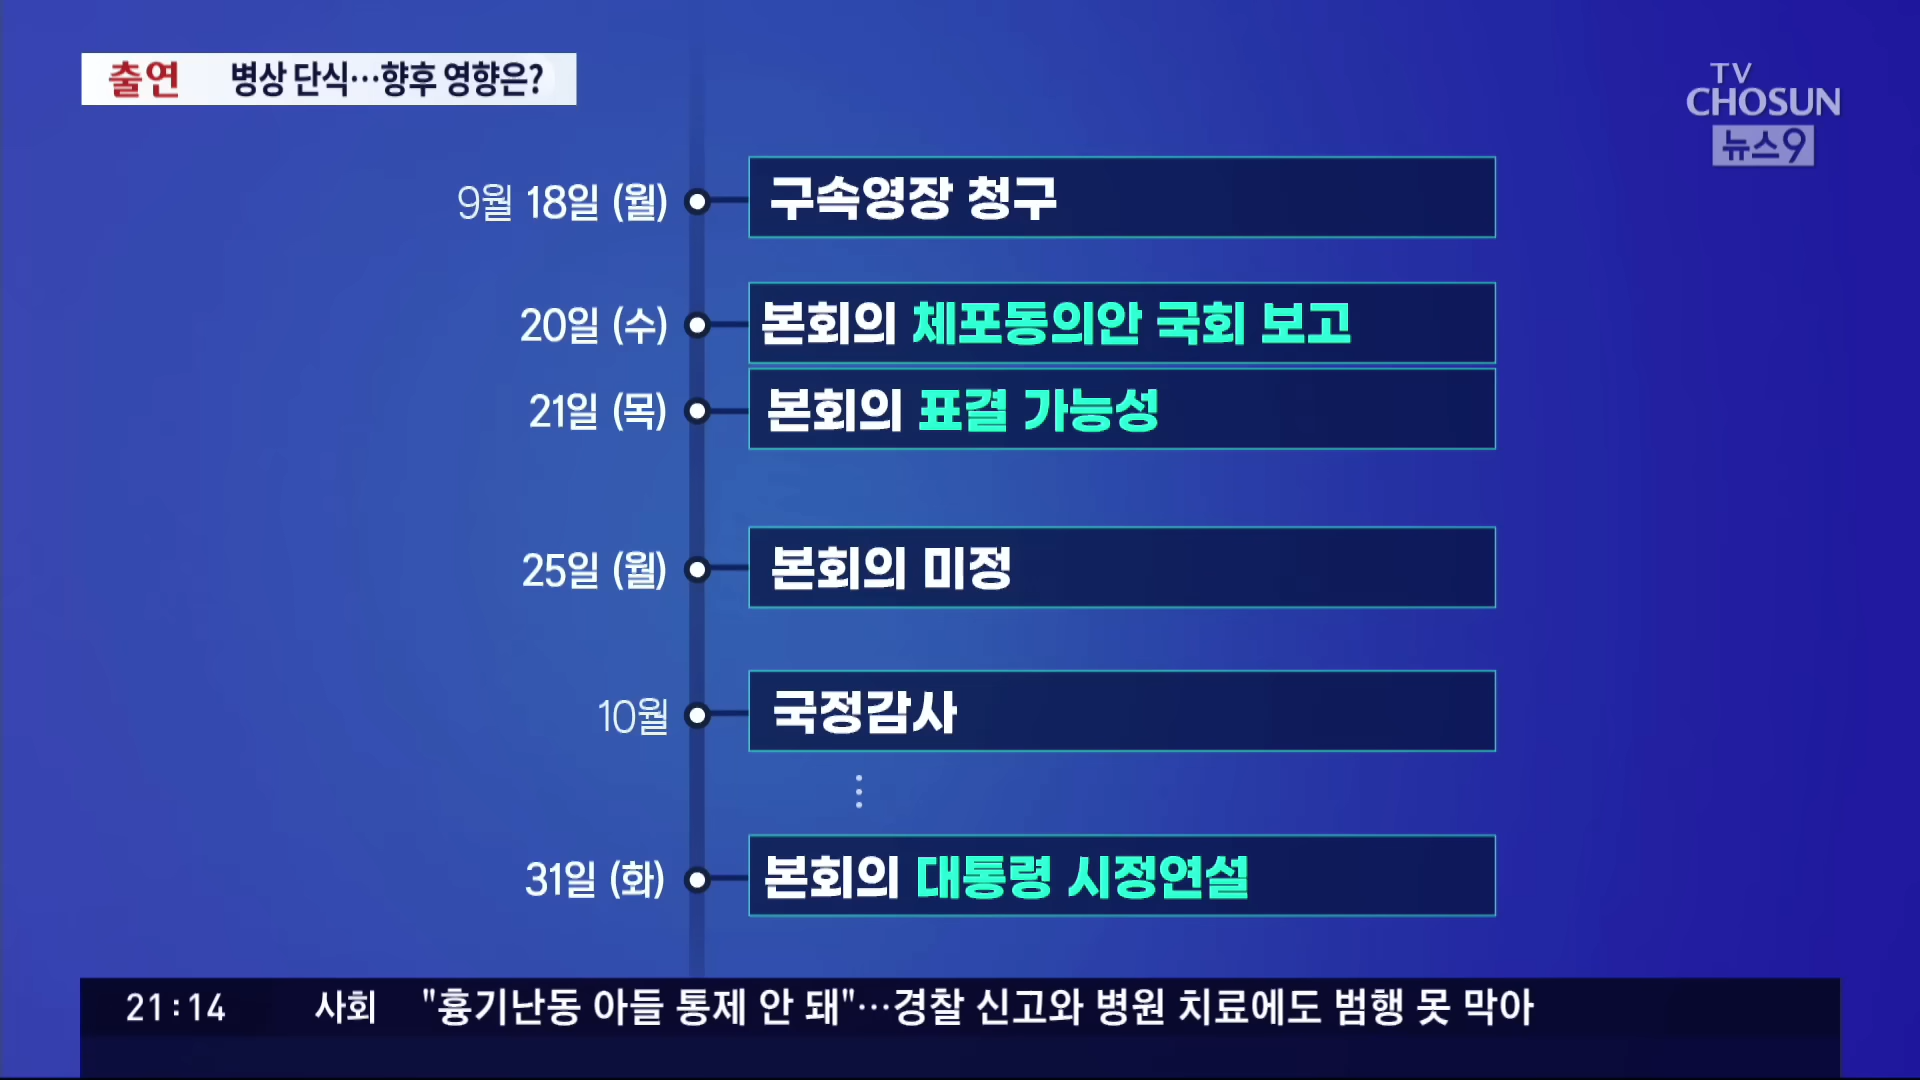 출연 병상 단식…향후 영향은?
TV
CHOSUN
뉴스9
9월 18일 (월) 구속영장 청구
20일 (수) 본회의 체포동의안 국회 보고
21일 (목) 본회의 표결 가능성
25일 (월) 본회의 미정
10월 국정감사
⋮
31일 (화) 본회의 대통령 시정연설
21:14 사회 "흉기난동 아들 통제 안 돼"…경찰 신고와 병원 치료에도 범행 못 막아